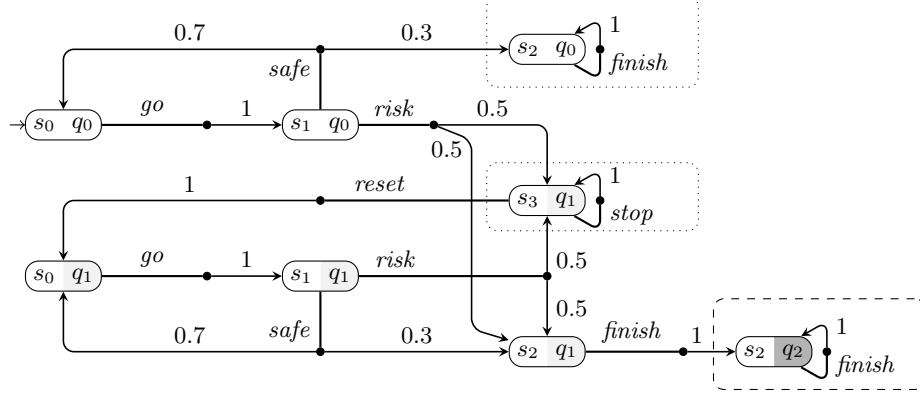 0.7
0.3
s₂ q₀
1
finish
safe
s₀ q₀
go
1
s₁ q₀
risk
0.5
0.5
1
reset
s₃ q₁
1
stop
s₀ q₁
go
1
s₁ q₁
risk
0.5
0.5
safe
0.7
0.3
s₂ q₁
finish
1
s₂ q₂
1
finish